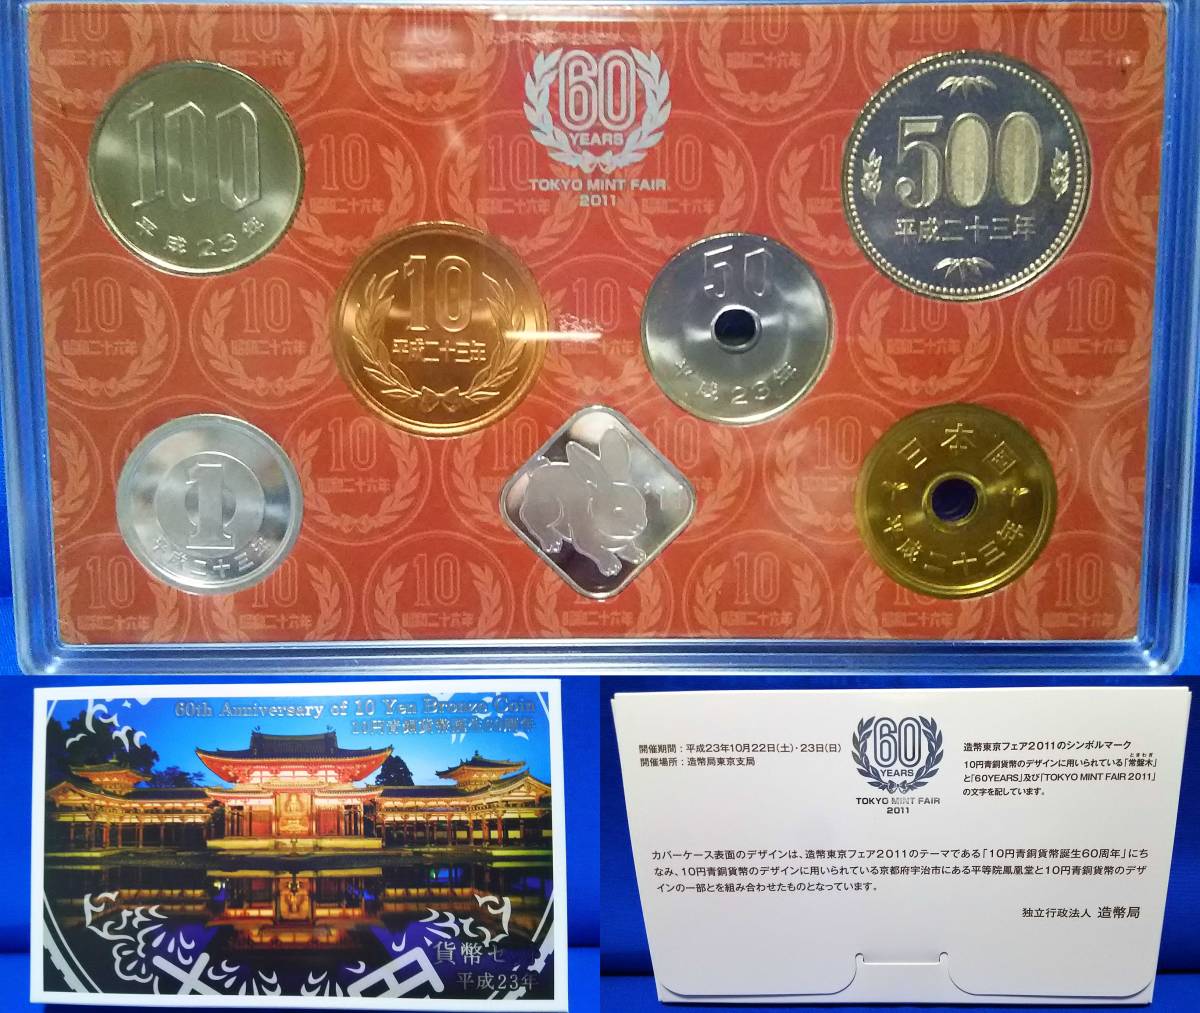 60
YEARS
TOKYO MINT FAIR
2011
100
平成23年
500
平成二十三年
10
平成二十三年
50
平成23年
1
平成二十三年
日本国
平成二十三年
10
昭和二十六年
60th Anniversary of 10 Yen Bronze Coin
10円青銅貨幣誕生60周年
貨幣セット
平成23年
開催期間：平成23年10月22日(土)・23日(日)
開催場所：造幣局東京支局
60
YEARS
TOKYO MINT FAIR
2011
造幣東京フェア2011のシンボルマーク
ときわぎ
10円青銅貨幣のデザインに用いられている「常盤木」
と「60YEARS」及び「TOKYO MINT FAIR 2011」
の文字を配しています。
カバーケース表面のデザインは、造幣東京フェア2011のテーマである「10円青銅貨幣誕生60周年」にち
なみ、10円青銅貨幣のデザインに用いられている京都府宇治市にある平等院鳳凰堂と10円青銅貨幣のデザ
インの一部とを組み合わせたものとなっています。
独立行政法人 造幣局